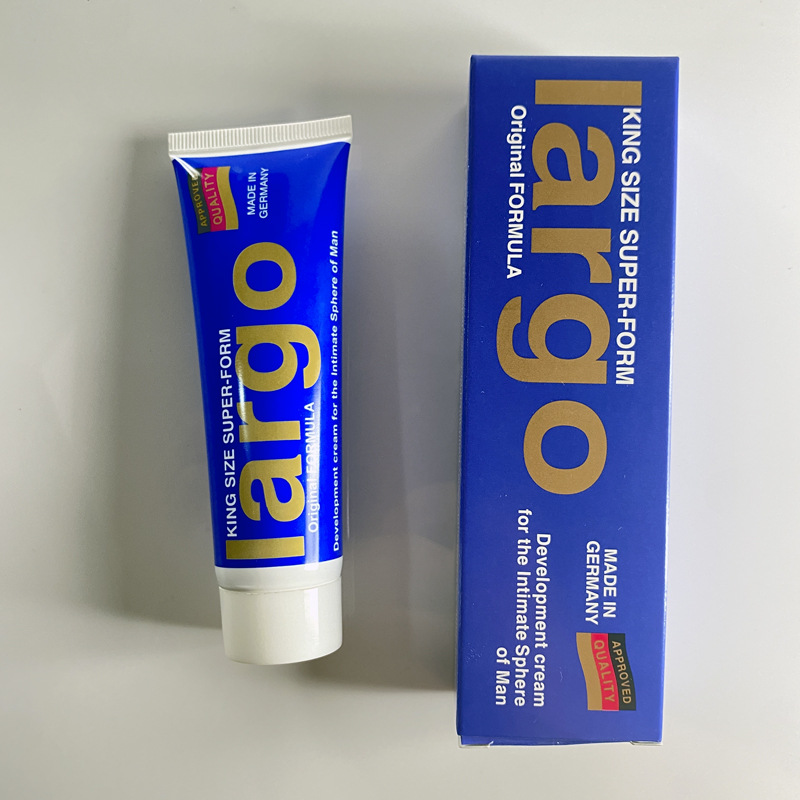 APPROVED
QUALITY
MADE IN
GERMANY
KING SIZE SUPER-FORM
largo
Original FORMULA
Development cream for the Intimate Sphere of Man
KING SIZE SUPER-FORM
largo
Original FORMULA
MADE IN
GERMANY
APPROVED
QUALITY
Development cream
for the Intimate Sphere
of Man